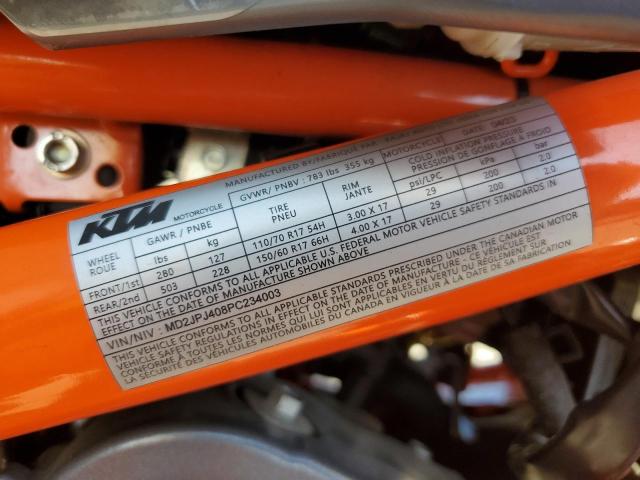 MANUFACTURED BY/FABRIQUÉ PAR BAJAJ AUTO
KTM MOTORCYCLE GVWR / PNBV : 783 lbs 355 kg MOTORCYCLE DATE
GAWR / PNBE TIRE PNEU RIM JANTE COLD INFLATION PRESSURE PRESSION DE GONFLAGE À FROID
WHEEL ROUE lbs kg psi/LPC kPa bar
FRONT/1st 280 127 110/70 R17 54H 3.00 X 17 29 200 2.0
REAR/2nd 503 228 150/60 R17 66H 4.00 X 17 29 200 2.0
THIS VEHICLE CONFORMS TO ALL APPLICABLE U.S. FEDERAL MOTOR VEHICLE SAFETY STANDARDS IN
EFFECT ON THE DATE OF MANUFACTURE SHOWN ABOVE
VIN/NIV : MD2JPJ408PC234003
THIS VEHICLE CONFORMS TO ALL APPLICABLE STANDARDS PRESCRIBED UNDER THE CANADIAN MOTOR
VEHICLE SAFETY REGULATIONS IN EFFECT ON THE DATE OF MANUFACTURE - CE VÉHICULE EST
CONFORME À TOUTES LES NORMES QUI LUI SONT APPLICABLES EN VERTU DU RÈGLEMENT SUR
LA SÉCURITÉ DES VÉHICULES AUTOMOBILES DU CANADA EN VIGUEUR À LA DATE DE SA FABRICATION